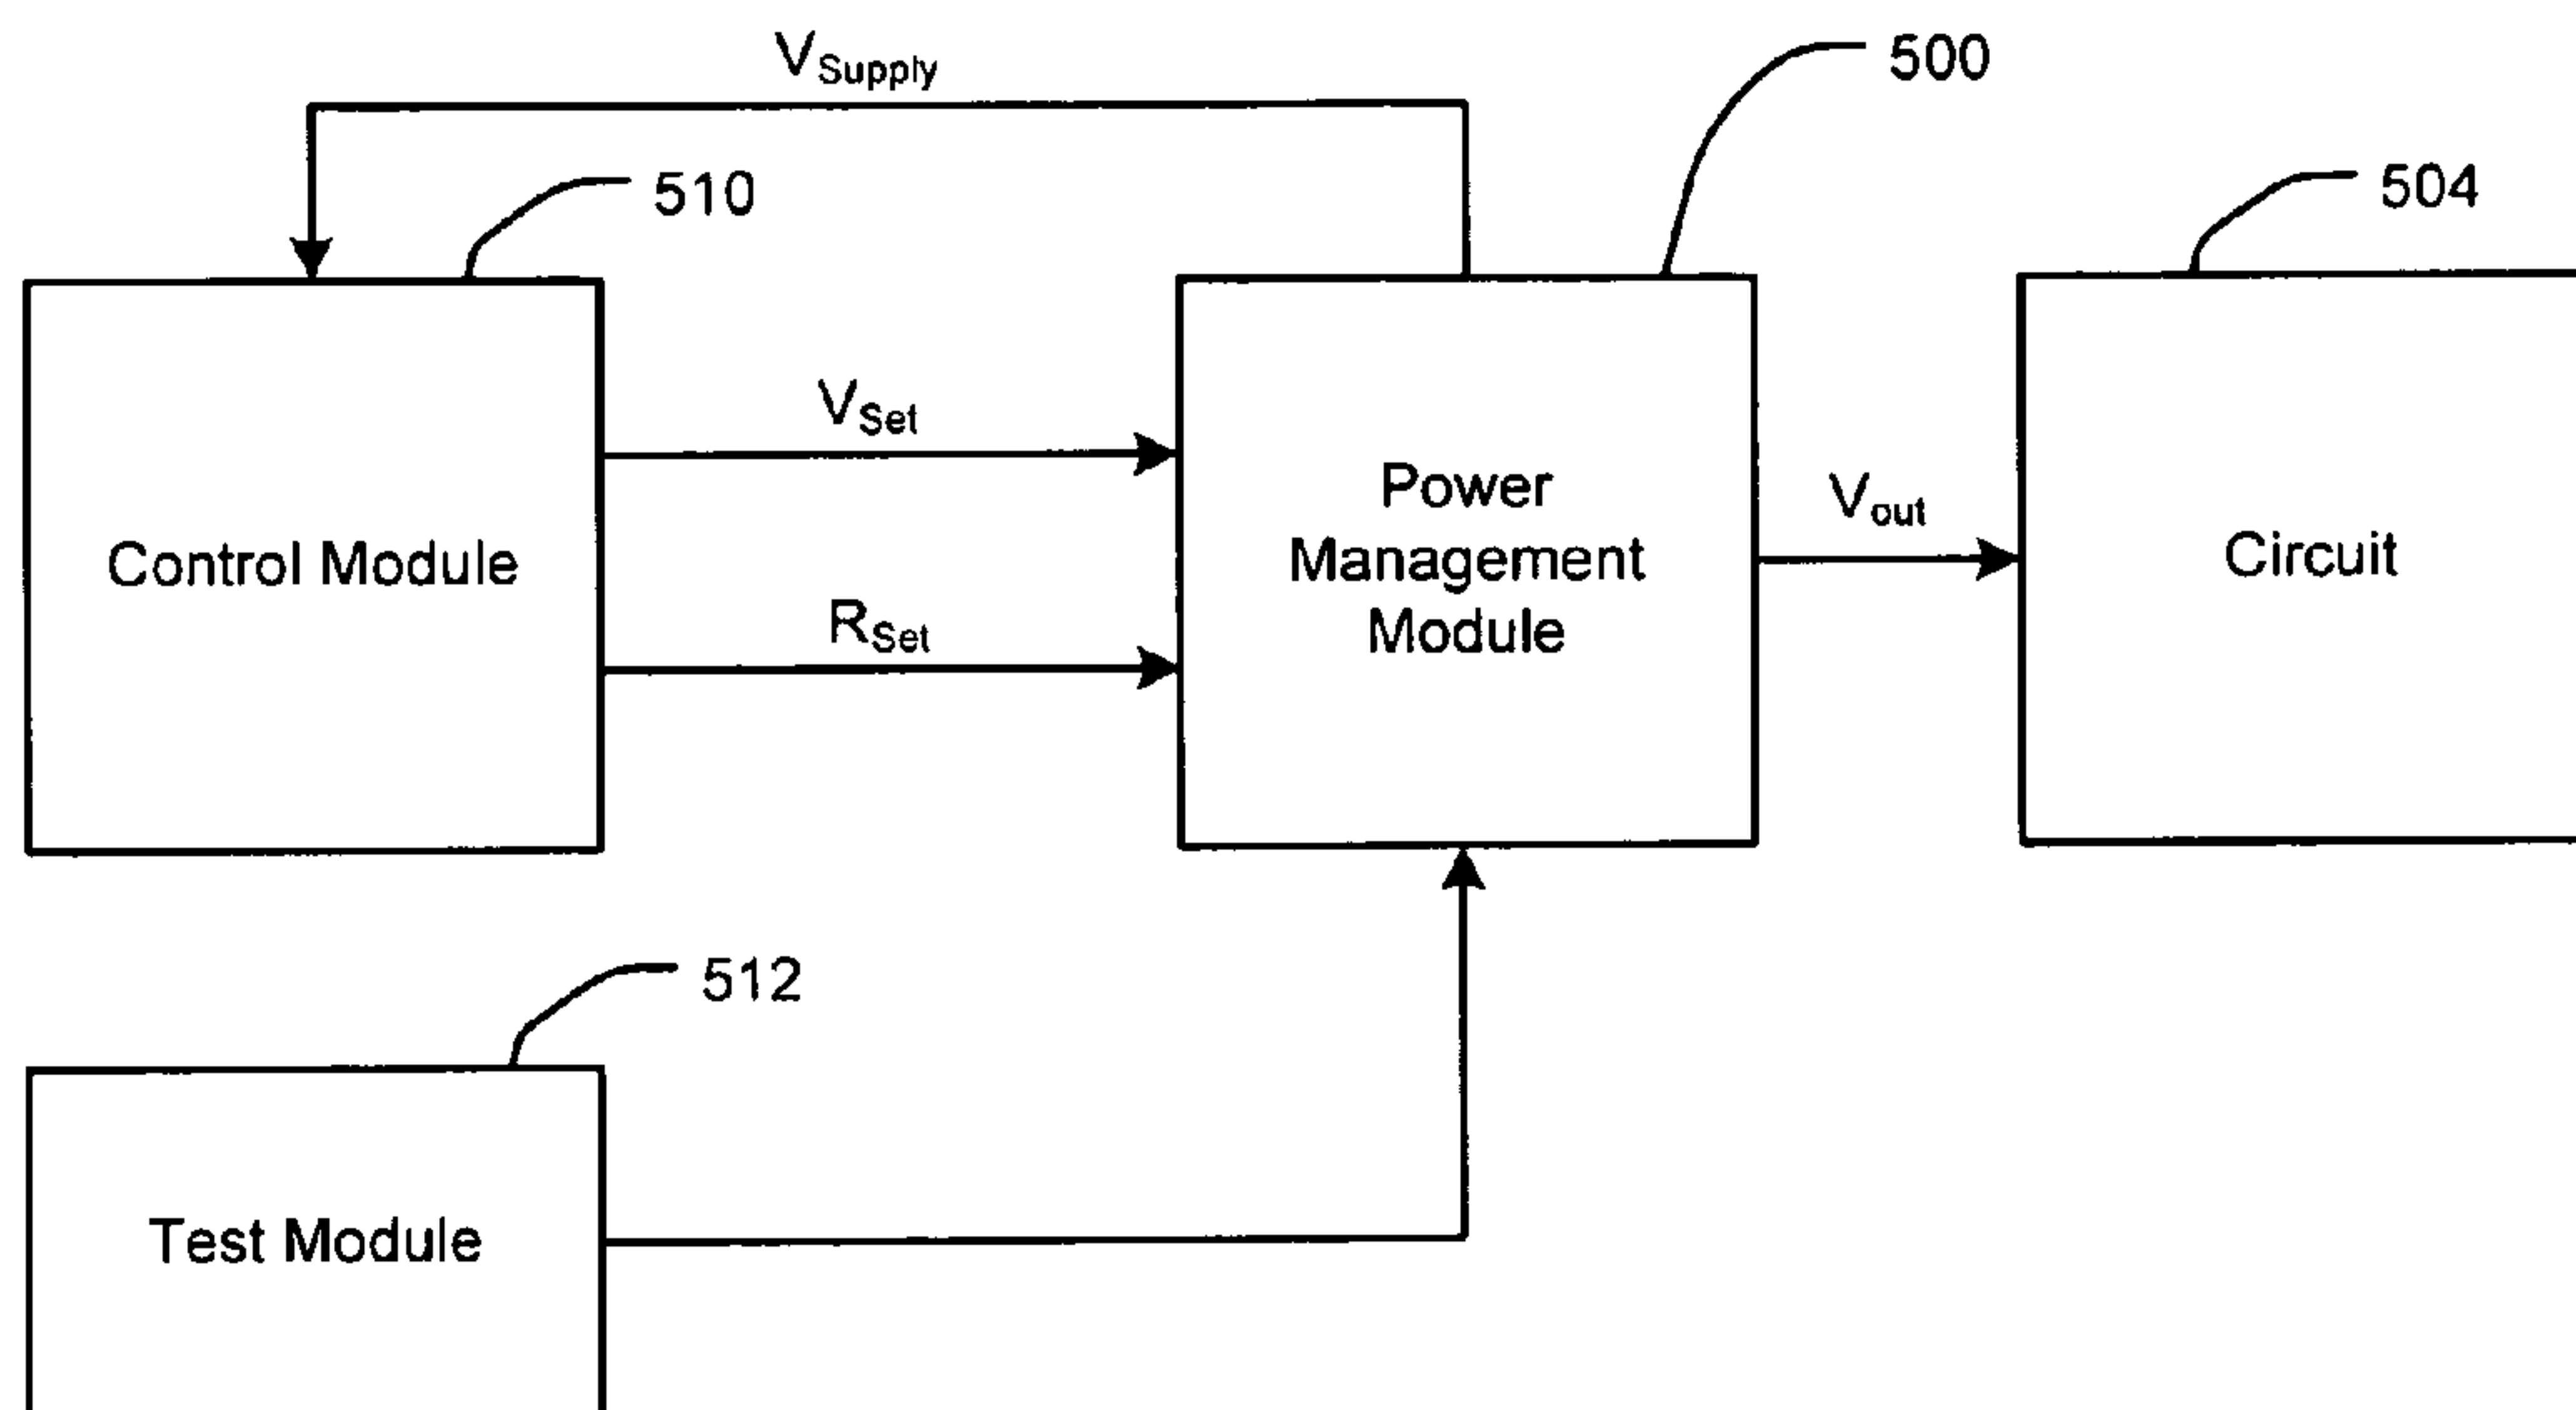 V_Supply
500
510
504
V_Set
Power
Management
Module
V_out
Control Module
Circuit
R_Set
512
Test Module